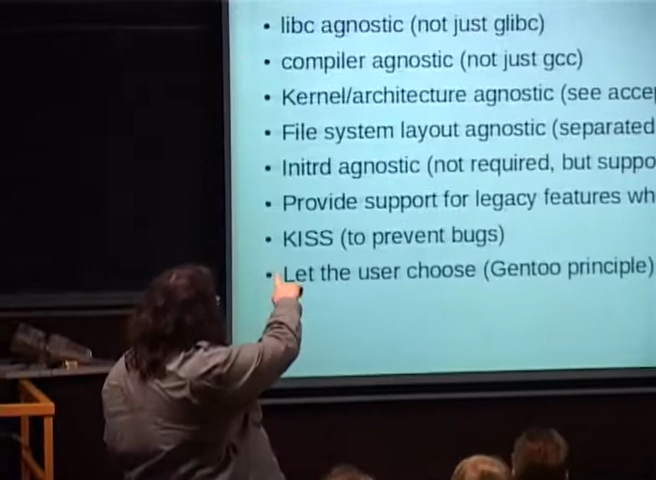 • libc agnostic (not just glibc)
• compiler agnostic (not just gcc)
• Kernel/architecture agnostic (see acce
• File system layout agnostic (separated
• Initrd agnostic (not required, but suppo
• Provide support for legacy features wh
• KISS (to prevent bugs)
• Let the user choose (Gentoo principle)